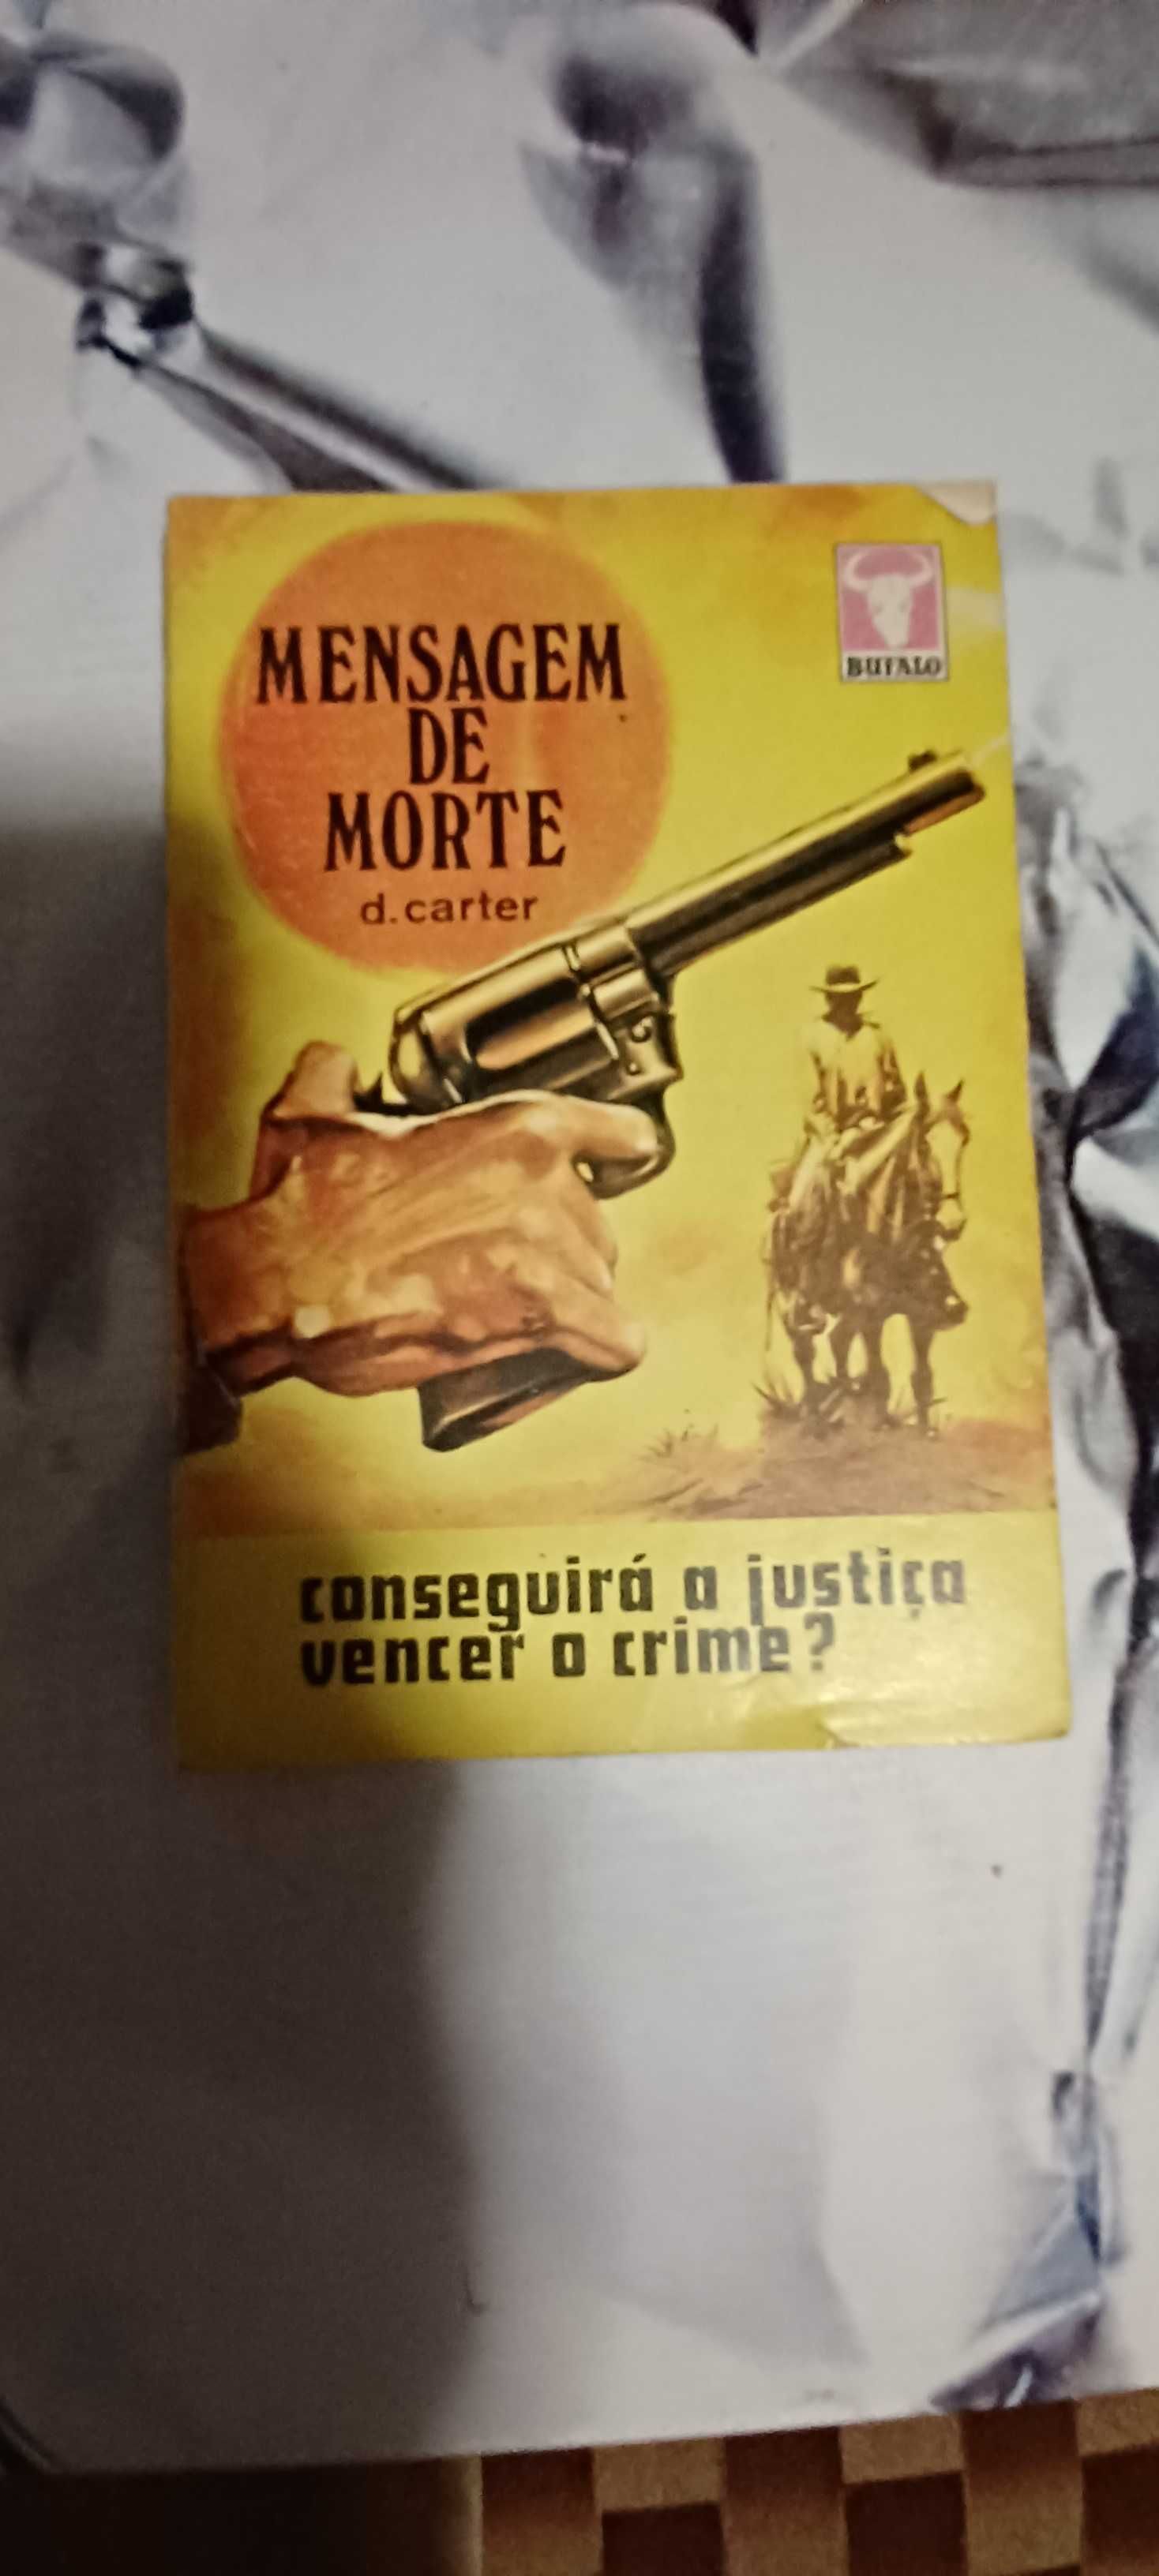 MENSAGEM
DE
MORTE
d.carter
BUFALO
conseguirá a justiça
vencer o crime?